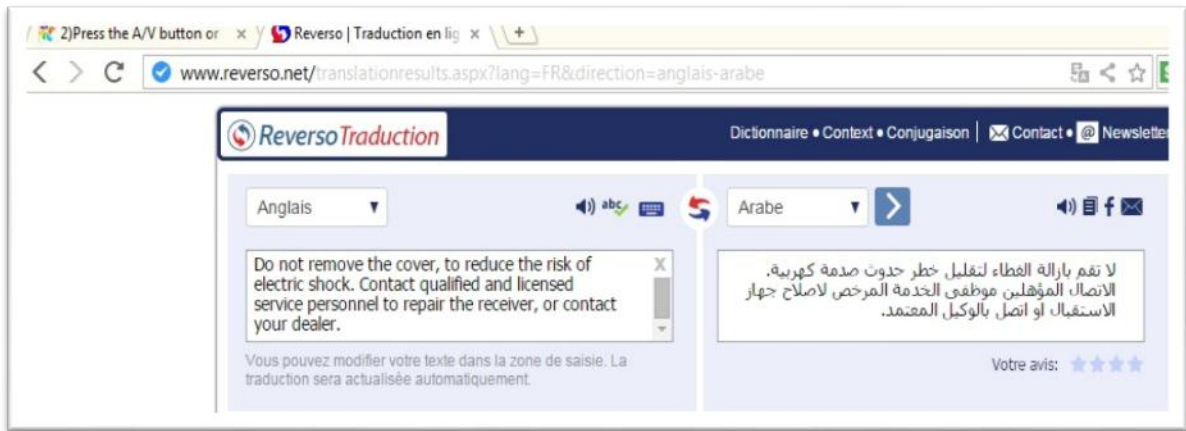 2)Press the A/V button or
Reverso | Traduction en lig
www.reverso.net/translationresults.aspx?lang=FR&direction=anglais-arabe
Reverso Traduction
Dictionnaire • Context • Conjugaison | Contact • @ Newsletter
Anglais
abc
Arabe
Do not remove the cover, to reduce the risk of
electric shock. Contact qualified and licensed
service personnel to repair the receiver, or contact
your dealer.
X
لا تقم بازالة الغطاء لتقليل خطر حدوث صدمة كهربية.
الاتصال المؤهلين موظفى الخدمة المرخص لاصلاح جهاز
الاستقبال او اتصل بالوكيل المعتمد.
Vous pouvez modifier votre texte dans la zone de saisie. La
traduction sera actualisée automatiquement.
Votre avis: